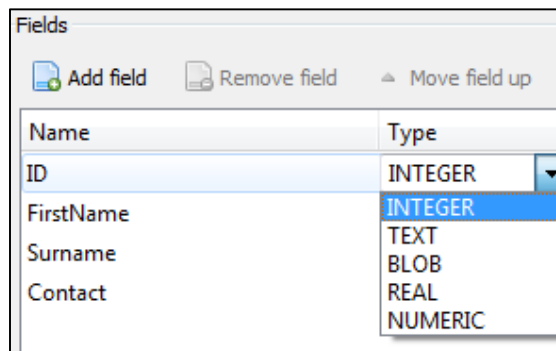 Fields
Add field Remove field Move field up
Name Type
ID INTEGER
INTEGER
FirstName
TEXT
Surname
BLOB
Contact
REAL
NUMERIC